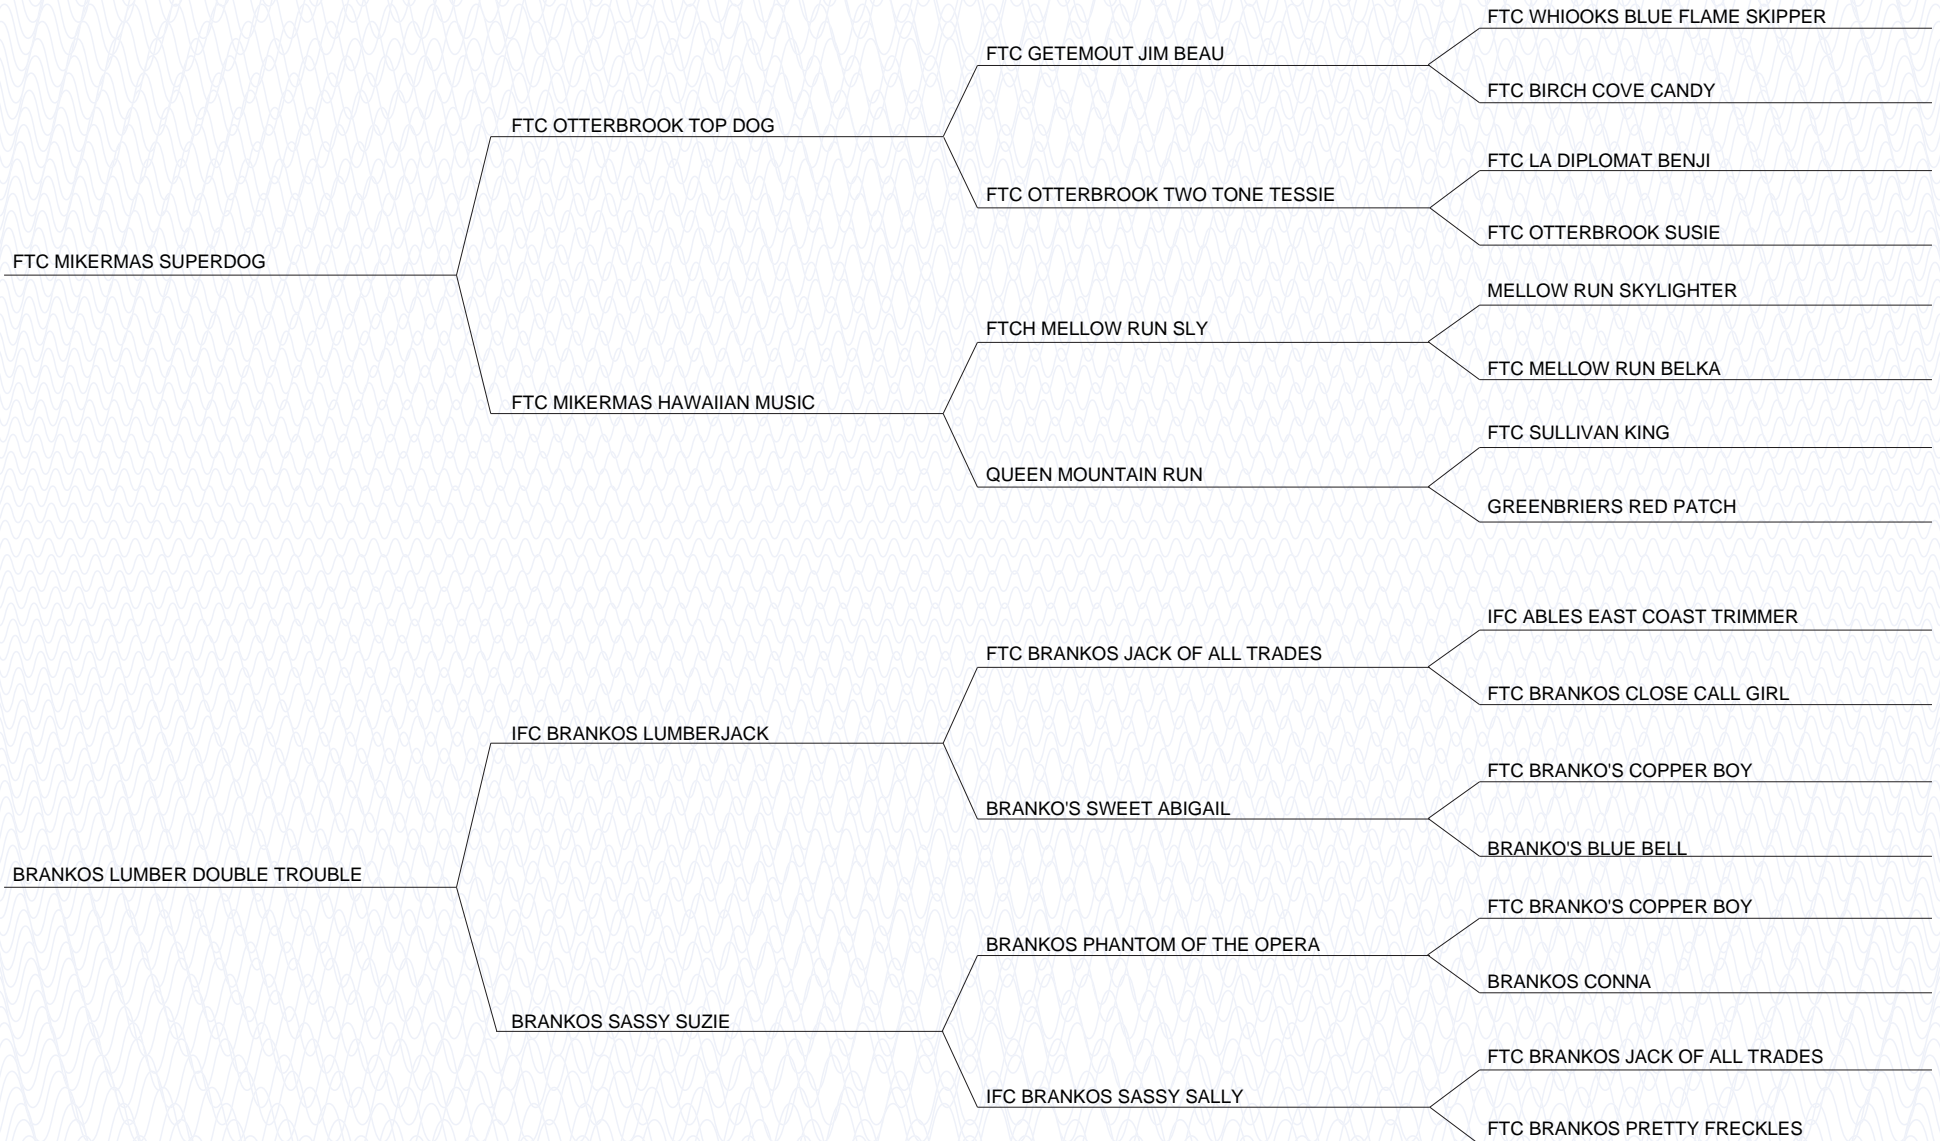 FTC WHIOOKS BLUE FLAME SKIPPER
FTC GETEMOUT JIM BEAU
FTC BIRCH COVE CANDY
FTC OTTERBROOK TOP DOG
FTC LA DIPLOMAT BENJI
FTC OTTERBROOK TWO TONE TESSIE
FTC OTTERBROOK SUSIE
FTC MIKERMAS SUPERDOG
MELLOW RUN SKYLIGHTER
FTCH MELLOW RUN SLY
FTC MELLOW RUN BELKA
FTC MIKERMAS HAWAIIAN MUSIC
FTC SULLIVAN KING
QUEEN MOUNTAIN RUN
GREENBRIERS RED PATCH
IFC ABLES EAST COAST TRIMMER
FTC BRANKOS JACK OF ALL TRADES
FTC BRANKOS CLOSE CALL GIRL
IFC BRANKOS LUMBERJACK
FTC BRANKO'S COPPER BOY
BRANKO'S SWEET ABIGAIL
BRANKO'S BLUE BELL
BRANKOS LUMBER DOUBLE TROUBLE
FTC BRANKO'S COPPER BOY
BRANKOS PHANTOM OF THE OPERA
BRANKOS CONNA
BRANKOS SASSY SUZIE
FTC BRANKOS JACK OF ALL TRADES
IFC BRANKOS SASSY SALLY
FTC BRANKOS PRETTY FRECKLES